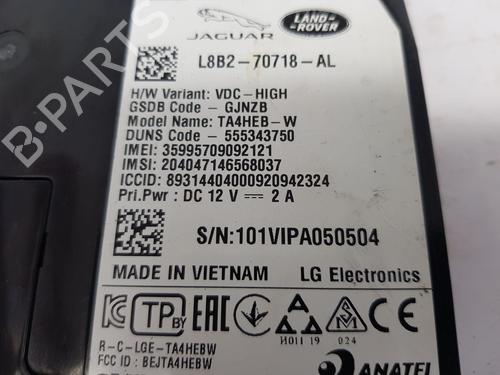 JAGUAR
LAND-
ROVER
L8B2-70718-AL
H/W Variant: VDC-HIGH
GSDB Code - GJNZB
Model Name: TA4HEB-W
DUNS Code - 555343750
IMEI: 35995709092121
IMSI: 204047146568037
ICCID: 89314404000920942324
Pri.Pwr : DC 12 V ⎓ 2 A
S/N:101VIPA050504
MADE IN VIETNAM LG Electronics
TP BY EAC
H011 19 024
R-C-LGE-TA4HEBW
FCC ID : BEJTA4HEBW
ANATEL
B-PARTS